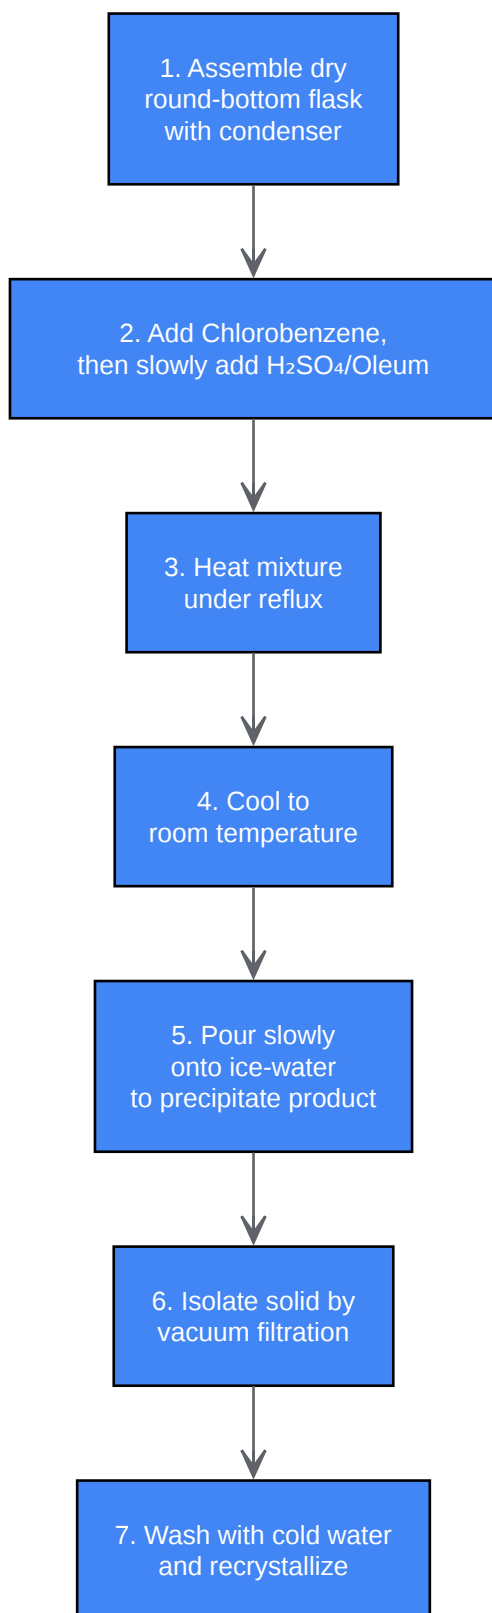 1. Assemble dry
round-bottom flask
with condenser
2. Add Chlorobenzene,
then slowly add H₂SO₄/Oleum
3. Heat mixture
under reflux
4. Cool to
room temperature
5. Pour slowly
onto ice-water
to precipitate product
6. Isolate solid by
vacuum filtration
7. Wash with cold water
and recrystallize